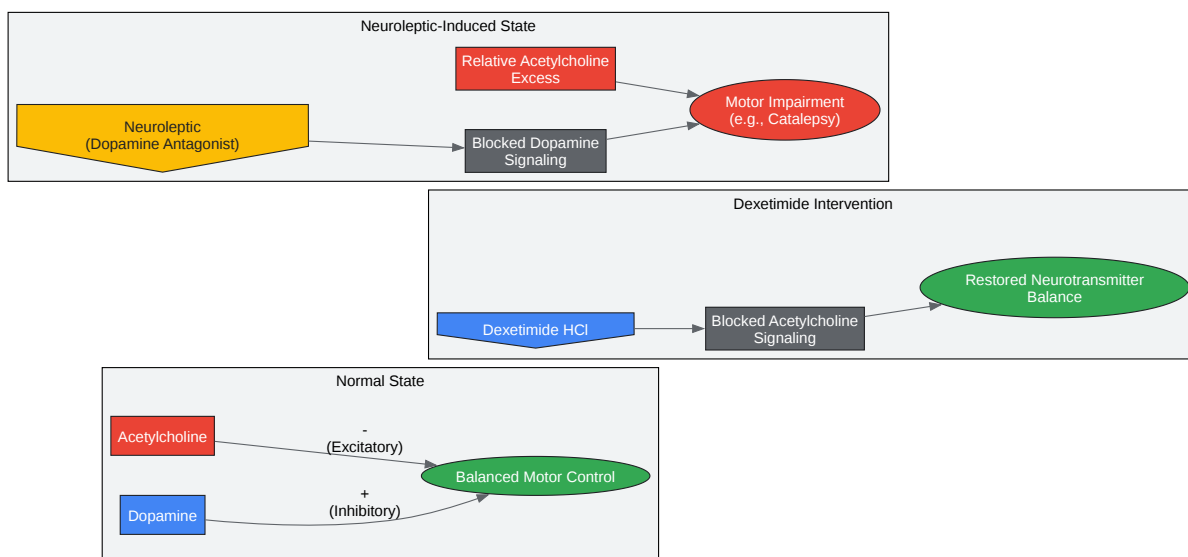 Neuroleptic-Induced State
Relative Acetylcholine
Excess
Motor Impairment
(e.g., Catalepsy)
Neuroleptic
(Dopamine Antagonist)
Blocked Dopamine
Signaling
Dexetimide Intervention
Restored Neurotransmitter
Balance
Dexetimide HCl
Blocked Acetylcholine
Signaling
Normal State
Acetylcholine
-
(Excitatory)
Balanced Motor Control
+
(Inhibitory)
Dopamine